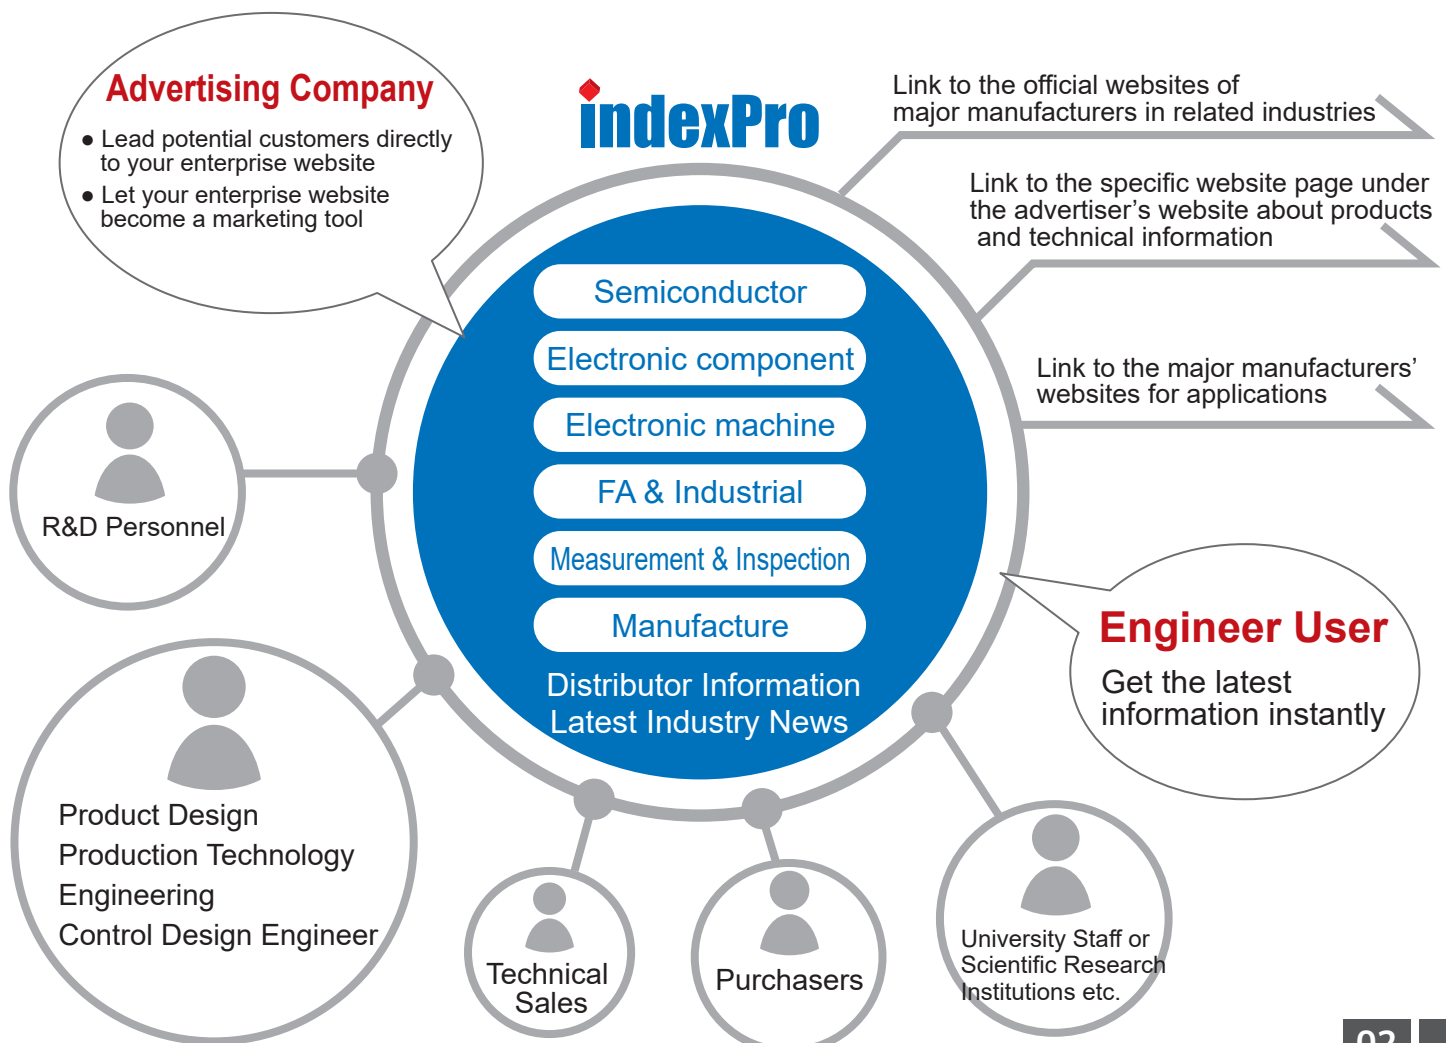 Advertising Company
● Lead potential customers directly
to your enterprise website
● Let your enterprise website
become a marketing tool
indexPro
Link to the official websites of
major manufacturers in related industries
Link to the specific website page under
the advertiser’s website about products
and technical information
Link to the major manufacturers’
websites for applications
Semiconductor
Electronic component
Electronic machine
FA & Industrial
Measurement & Inspection
Manufacture
Distributor Information
Latest Industry News
R&D Personnel
Engineer User
Get the latest
information instantly
Product Design
Production Technology
Engineering
Control Design Engineer
Technical
Sales
Purchasers
University Staff or
Scientific Research
Institutions etc.
02